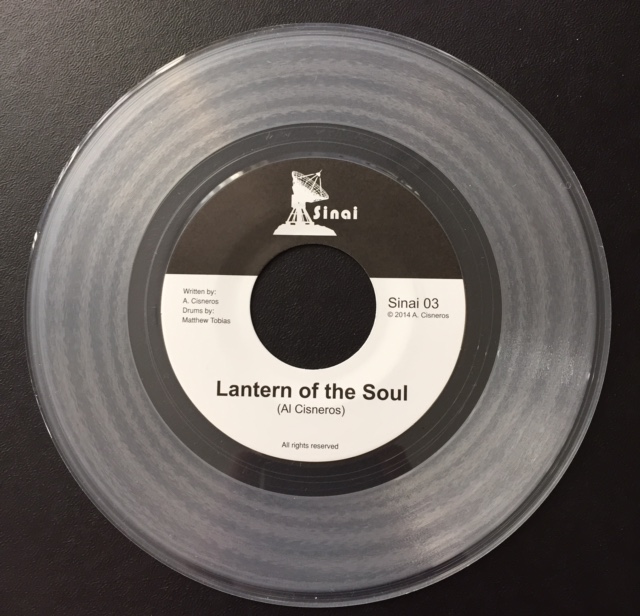 Sinai
Written by:
A. Cisneros
Drums by:
Matthew Tobias
Sinai 03
© 2014 A. Cisneros
Lantern of the Soul
(Al Cisneros)
All rights reserved